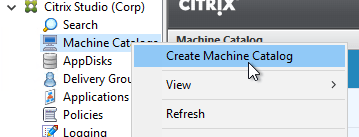 Citrix Studio (Corp)
CITRIX
Search
Machine Catalogs
Machine Catalog
Create Machine Catalog
AppDisks
View
Delivery Grou
Applications
Refresh
Policies
Logging